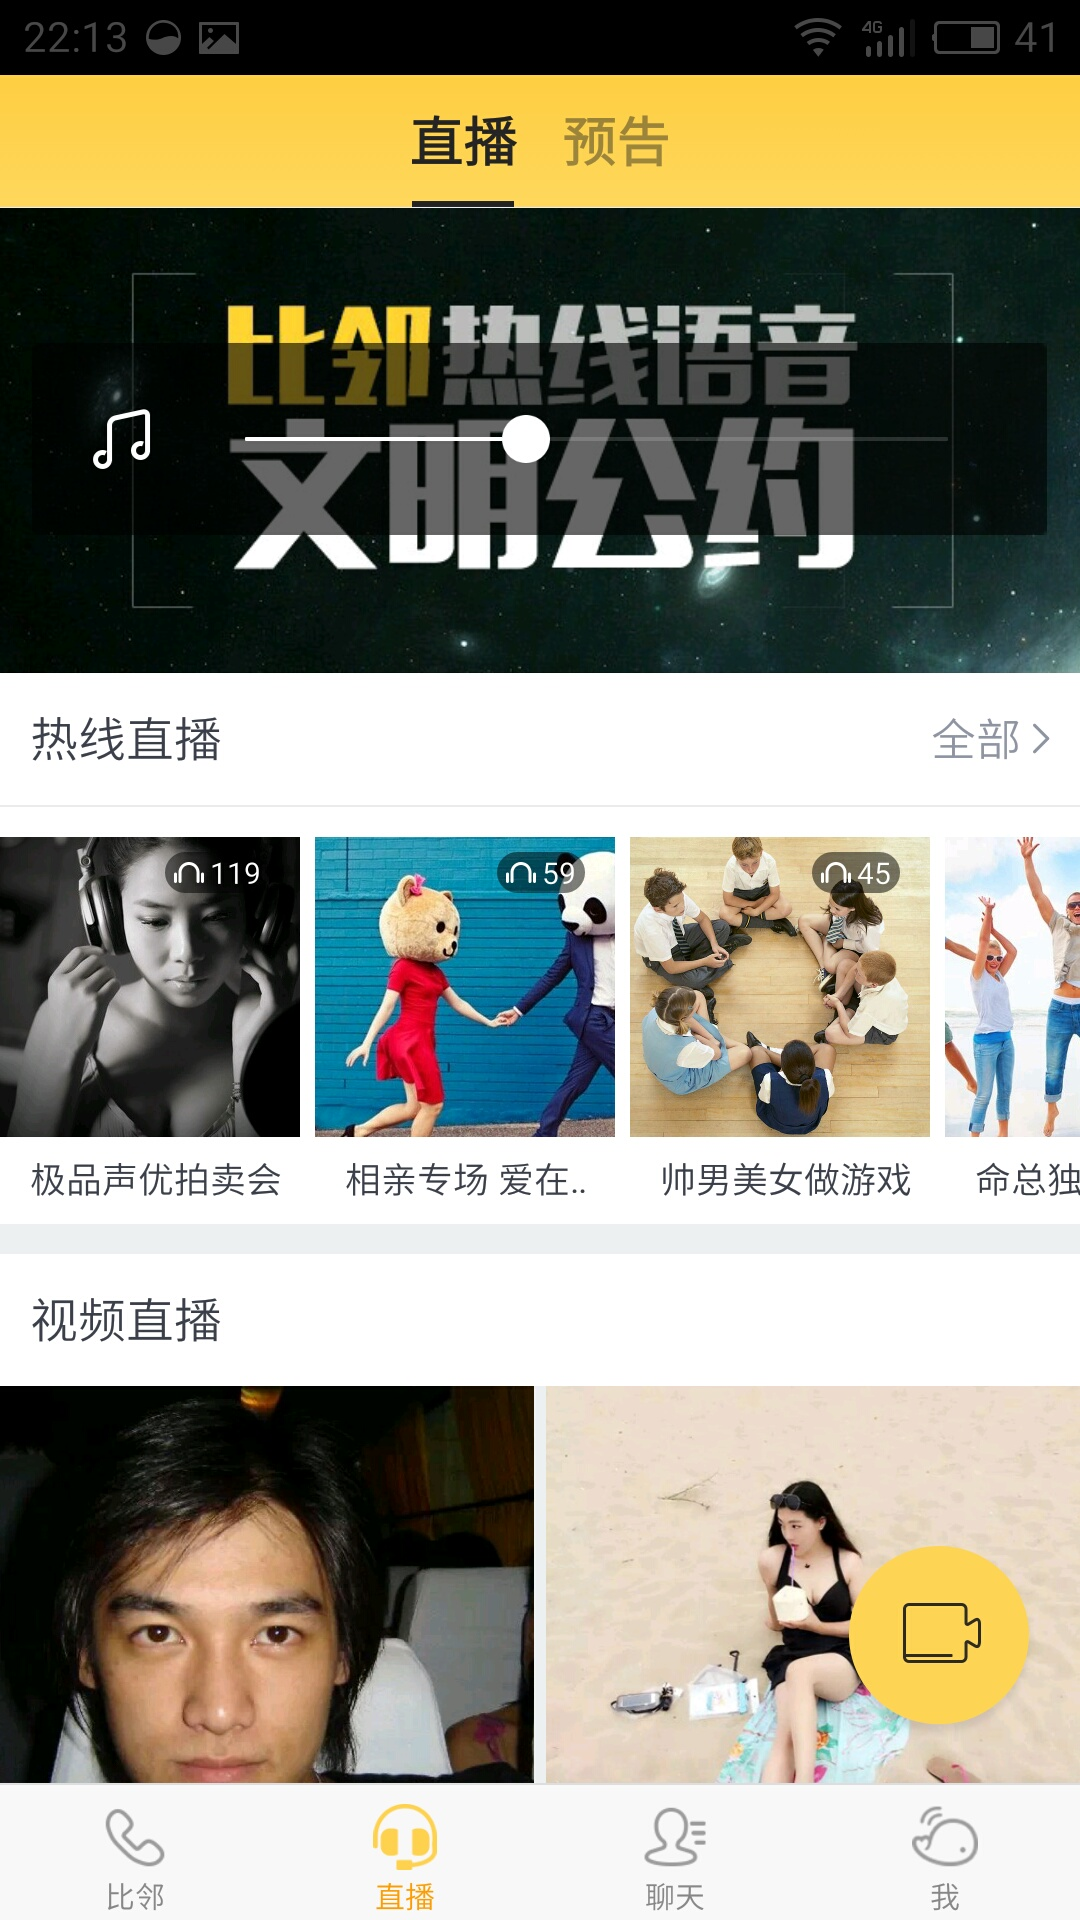 22:13
4G
41
直播 预告
比邻热线语音
文明公约
热线直播
全部
119
59
45
极品声优拍卖会
相亲专场 爱在..
帅男美女做游戏
命总独
视频直播
比邻
直播
聊天
我